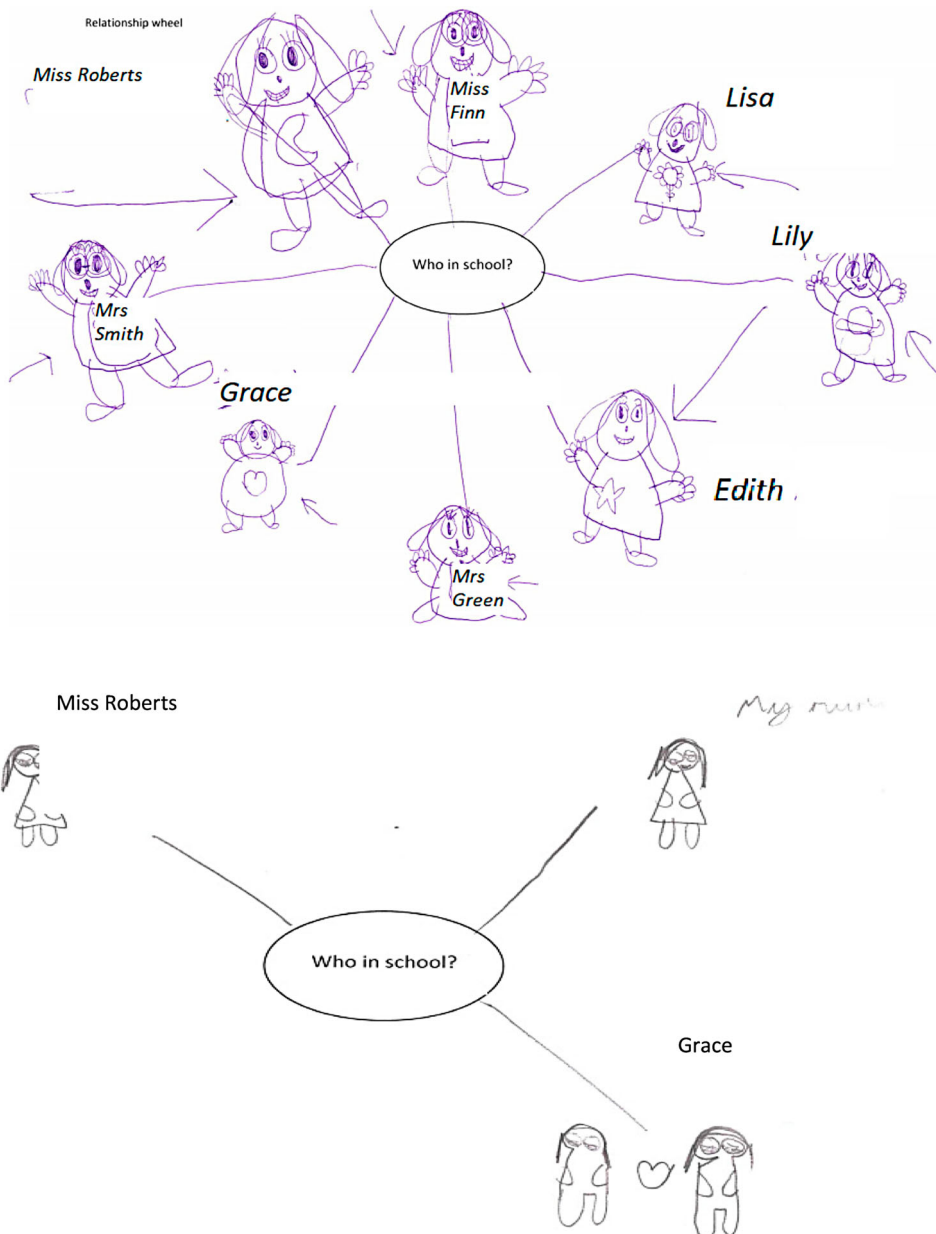 Relationship wheel
Miss Roberts
Miss
Finn
Lisa
Who in school?
Lily
Mrs
Smith
Grace
Edith
Mrs
Green
Miss Roberts
My
Who in school?
Grace